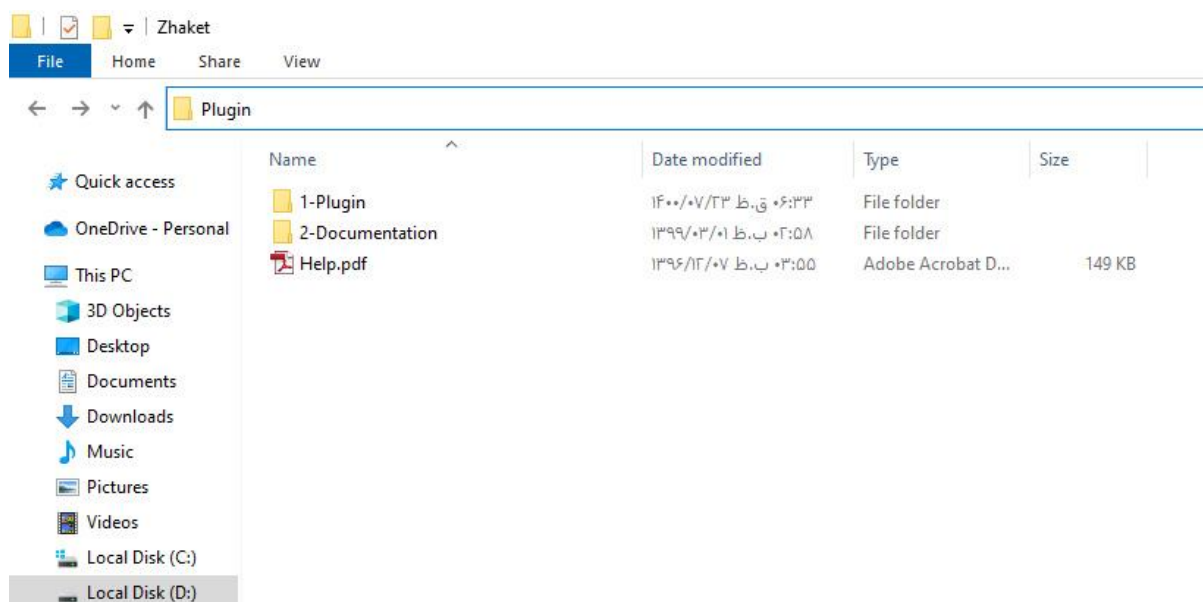 Zhaket
File Home Share View
Plugin
Name Date modified Type Size
Quick access
OneDrive - Personal
This PC
3D Objects
Desktop
Documents
Downloads
Music
Pictures
Videos
Local Disk (C:)
Local Disk (D:)
1-Plugin ۱۴۰۰/۰۷/۲۳ ۰۶:۳۳ ق.ظ File folder
2-Documentation ۱۳۹۹/۰۳/۰۱ ۰۲:۵۸ ب.ظ File folder
Help.pdf ۱۳۹۶/۱۲/۰۷ ۰۳:۵۵ ب.ظ Adobe Acrobat D... 149 KB